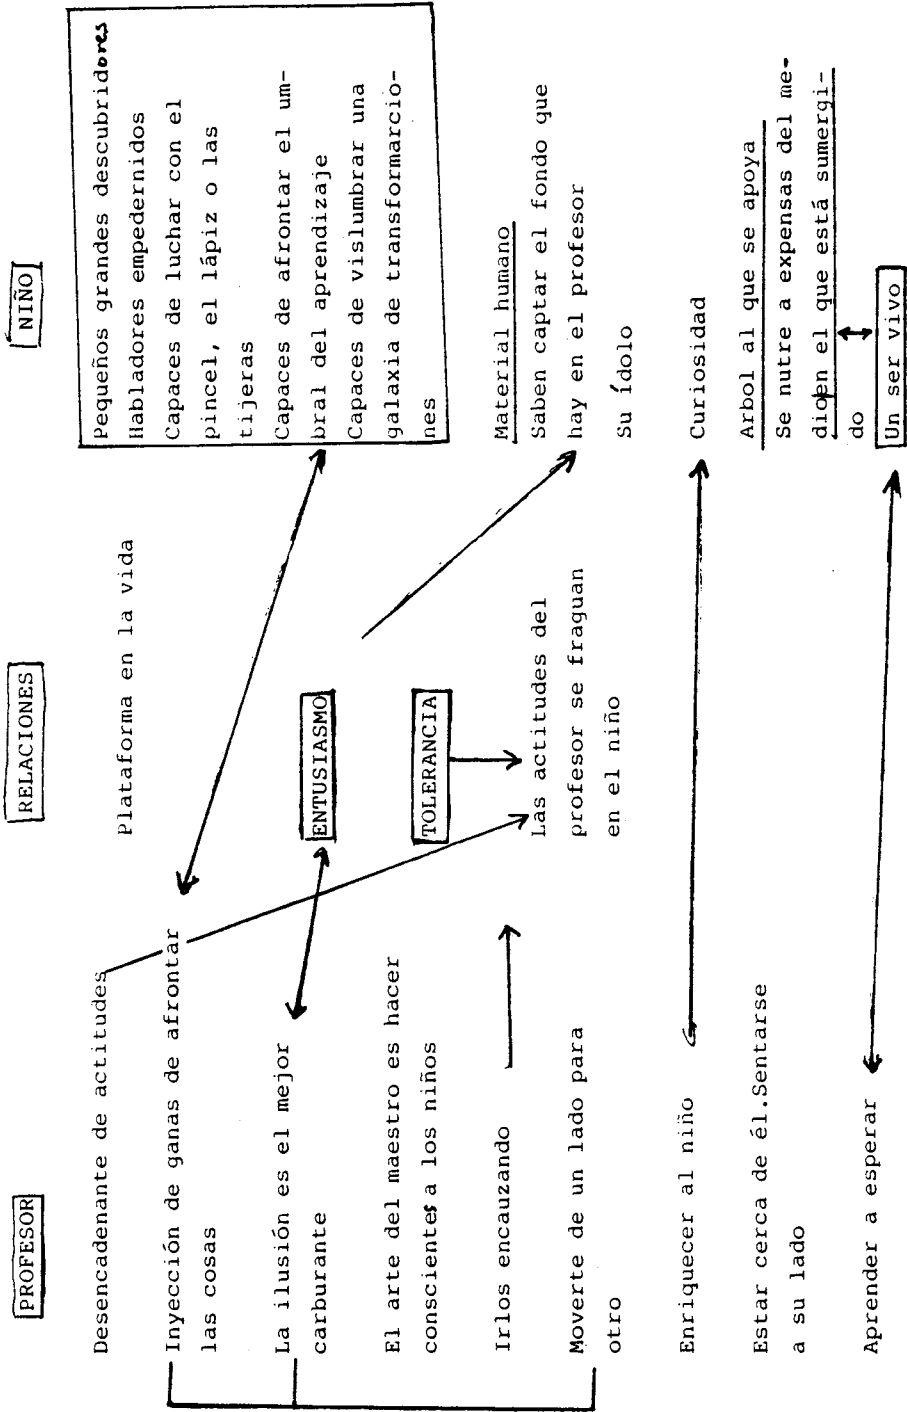 PROFESOR
Desencadenante de actitudes
Inyección de ganas de afrontar
las cosas
La ilusión es el mejor
carburante
El arte del maestro es hacer
conscientes a los niños
Irlos encauzando
Moverte de un lado para
otro
Enriquecer al niño
Estar cerca de él.Sentarse
a su lado
Aprender a esperar
RELACIONES
Plataforma en la vida
ENTUSIASMO
TOLERANCIA
Las actitudes del
profesor se fraguan
en el niño
NIÑO
Pequeños grandes descubridores
Habladores empedernidos
Capaces de luchar con el
pincel, el lápiz o las
tijeras
Capaces de afrontar el um-
bral del aprendizaje
Capaces de vislumbrar una
galaxia de transformarcio-
nes
Material humano
Saben captar el fondo que
hay en el profesor
Su ídolo
Curiosidad
Arbol al que se apoya
Se nutre a expensas del me-
dio en el que está sumergi-
do
Un ser vivo